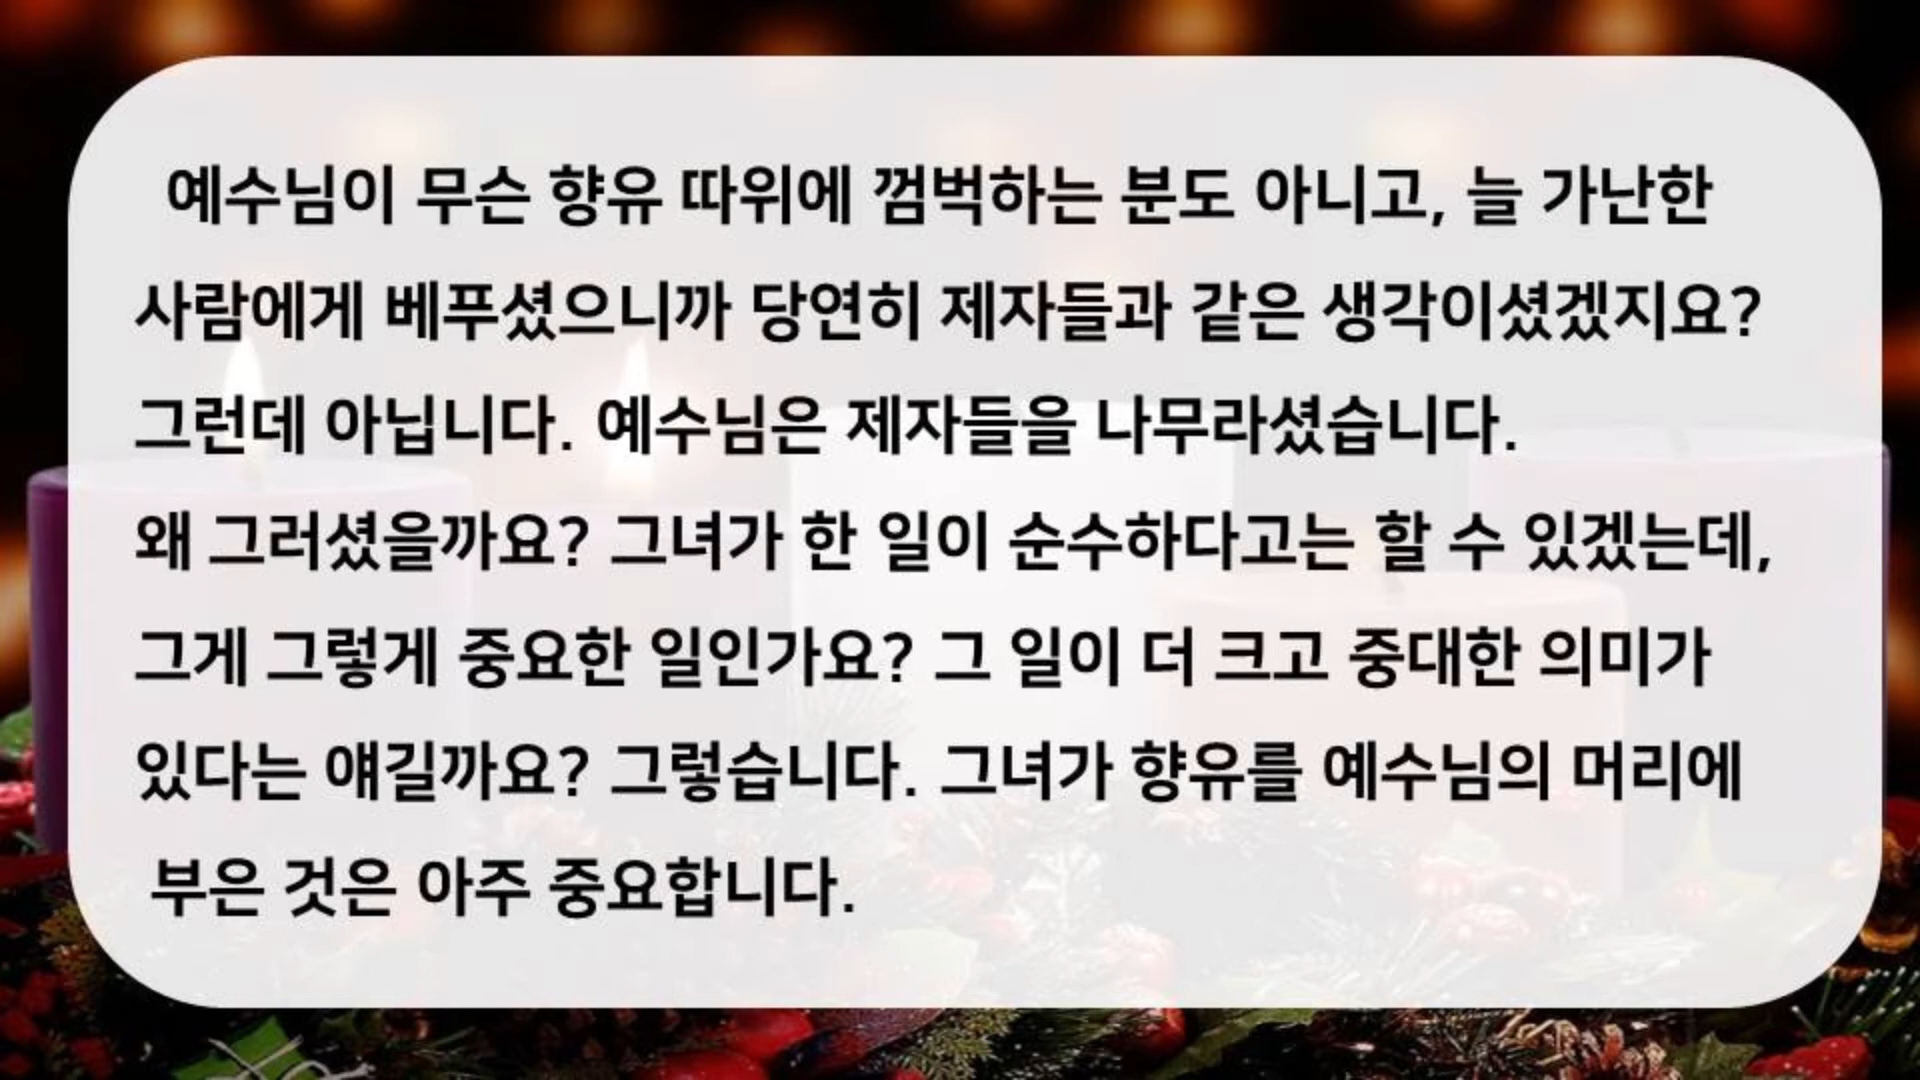 예수님이 무슨 향유 따위에 껌벅하는 분도 아니고, 늘 가난한
사람에게 베푸셨으니까 당연히 제자들과 같은 생각이셨겠지요?
그런데 아닙니다. 예수님은 제자들을 나무라셨습니다.
왜 그러셨을까요? 그녀가 한 일이 순수하다고는 할 수 있겠는데,
그게 그렇게 중요한 일인가요? 그 일이 더 크고 중대한 의미가
있다는 얘길까요? 그렇습니다. 그녀가 향유를 예수님의 머리에
부은 것은 아주 중요합니다.